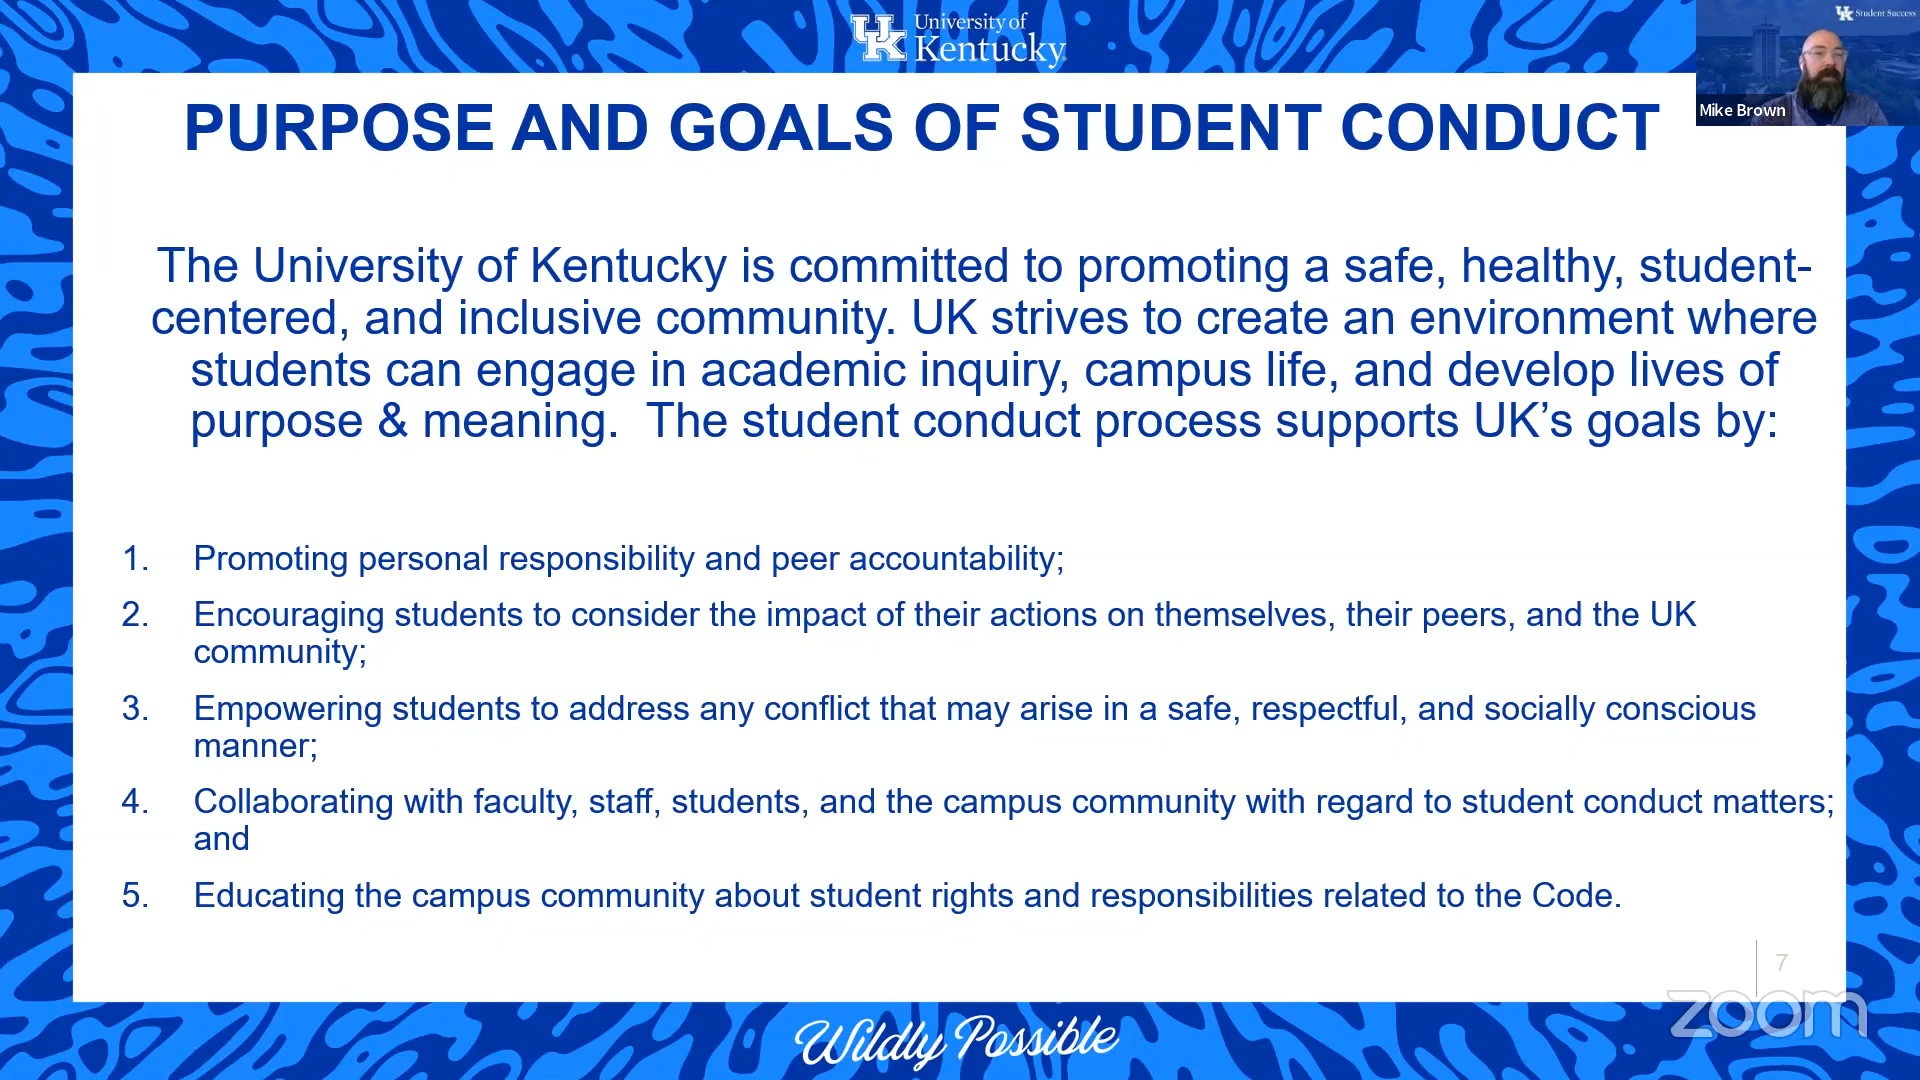 University of
Kentucky
UK Student Success
Mike Brown
PURPOSE AND GOALS OF STUDENT CONDUCT
The University of Kentucky is committed to promoting a safe, healthy, student-
centered, and inclusive community. UK strives to create an environment where
students can engage in academic inquiry, campus life, and develop lives of
purpose & meaning.  The student conduct process supports UK’s goals by:
1. Promoting personal responsibility and peer accountability;
2. Encouraging students to consider the impact of their actions on themselves, their peers, and the UK
community;
3. Empowering students to address any conflict that may arise in a safe, respectful, and socially conscious
manner;
4. Collaborating with faculty, staff, students, and the campus community with regard to student conduct matters;
and
5. Educating the campus community about student rights and responsibilities related to the Code.
7
zoom
Wildly Possible